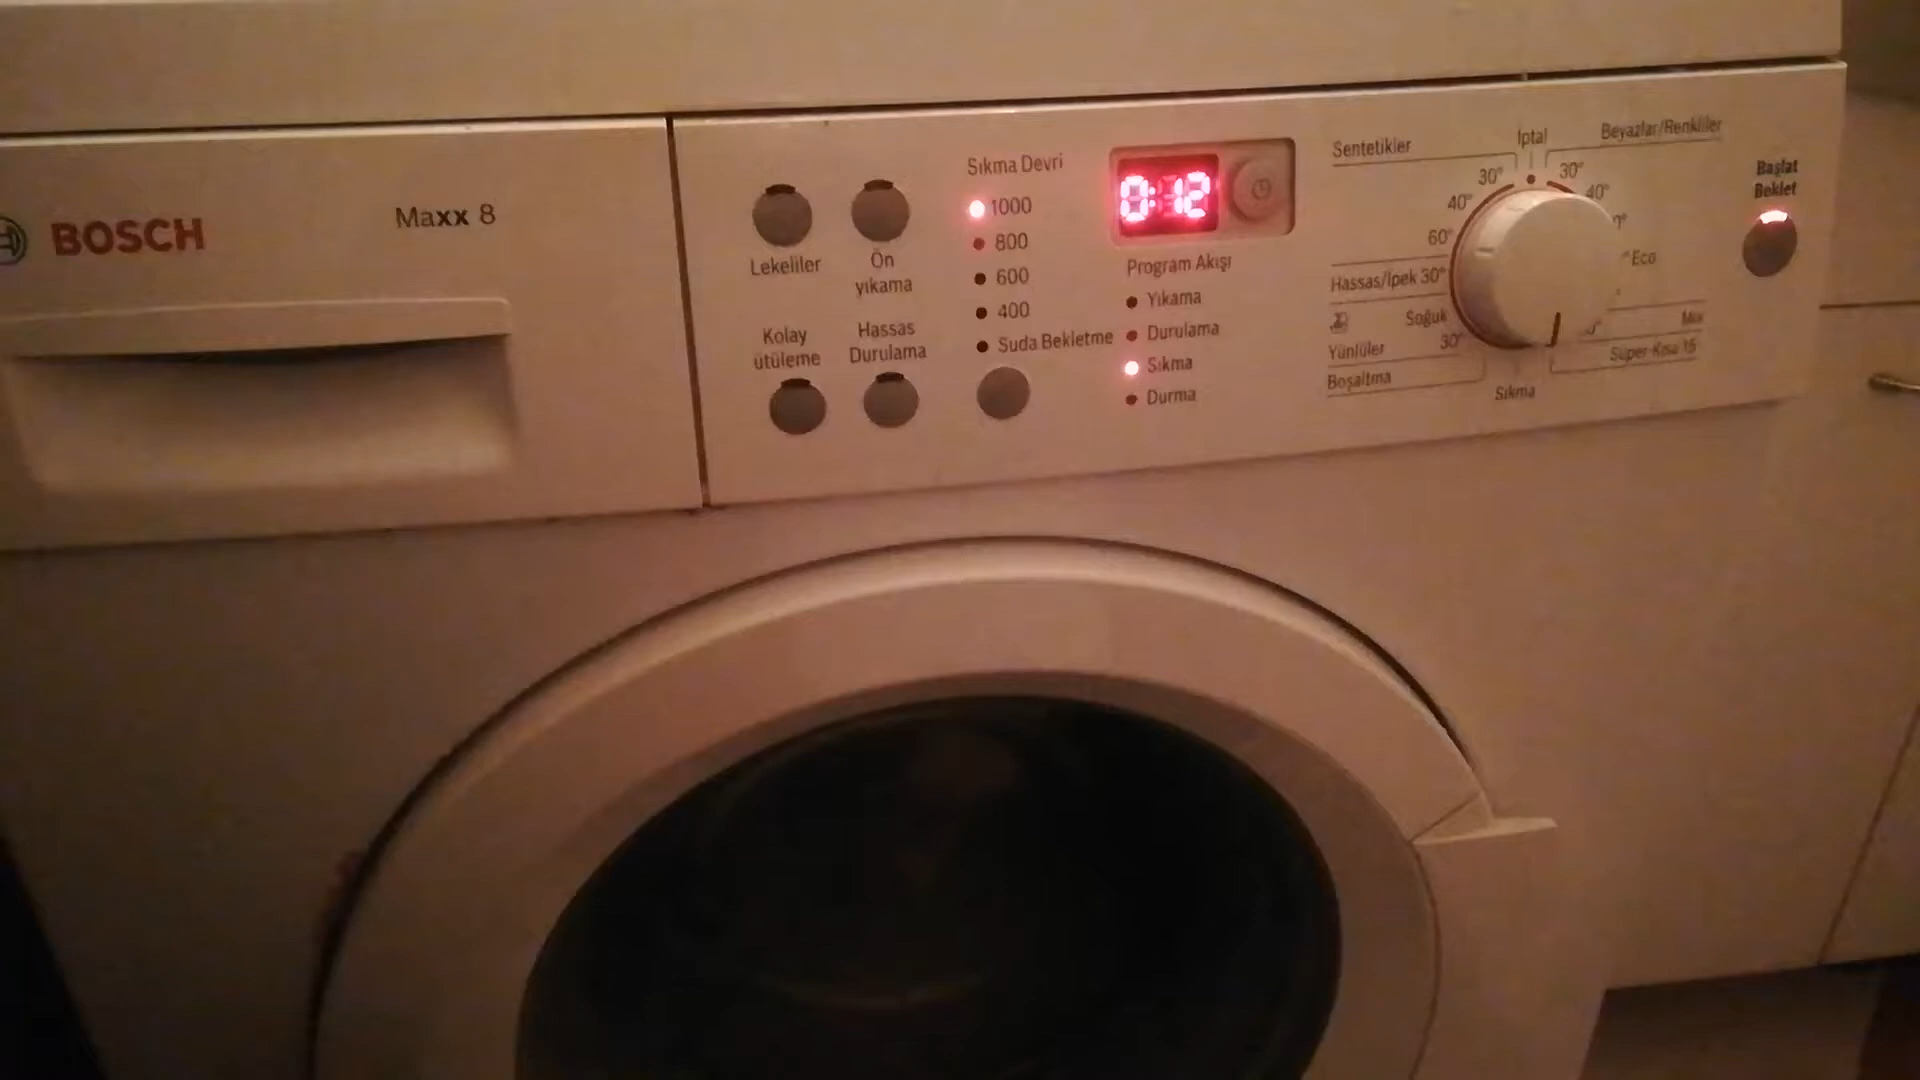 BOSCH
Maxx 8
Lekeliler
Ön
yıkama
Kolay
ütüleme
Hassas
Durulama
Sıkma Devri
1000
800
600
400
Suda Bekletme
0:12
Program Akışı
Yıkama
Durulama
Sıkma
Durma
Sentetikler
İptal
Beyazlar/Renkliler
30°
40°
60°
Hassas/İpek 30°
Soğuk
Yünlüler 30°
Boşaltma
Sıkma
30°
40°
Eco
Mix
Süper Kısa 15
Başlat
Beklet